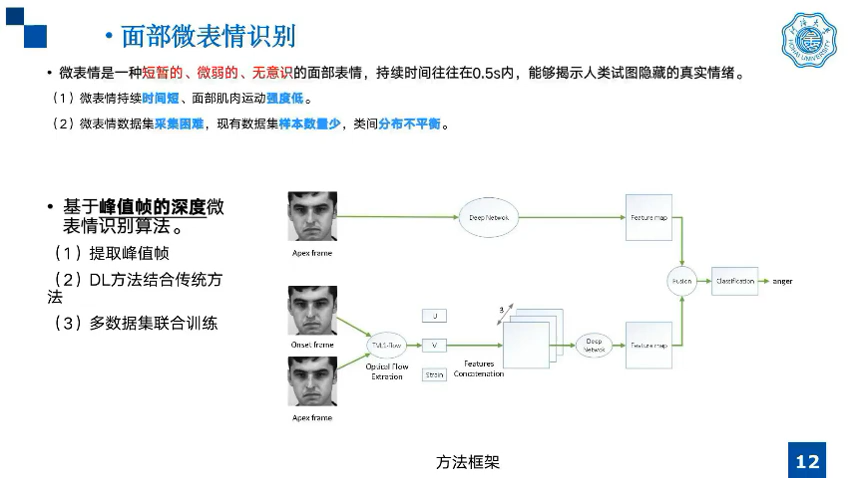 • 面部微表情识别
• 微表情是一种短暂的、微弱的、无意识的面部表情，持续时间往往在0.5s内，能够揭示人类试图隐藏的真实情绪。
（1）微表情持续时间短、面部肌肉运动强度低。
（2）微表情数据集采集困难，现有数据集样本数量少，类间分布不平衡。
• 基于峰值帧的深度微
表情识别算法。
（1）提取峰值帧
（2）DL方法结合传统方
法
（3）多数据集联合训练
Apex frame
Deep Network
Feature map
Fusion
Classification
anger
Onset frame
Apex frame
TVL1-flow
Optical Flow
Extration
U
V
Strain
Features
Concatenation
3
Deep
Network
Feature map
方法框架
12
HOHAI UNIVERSITY